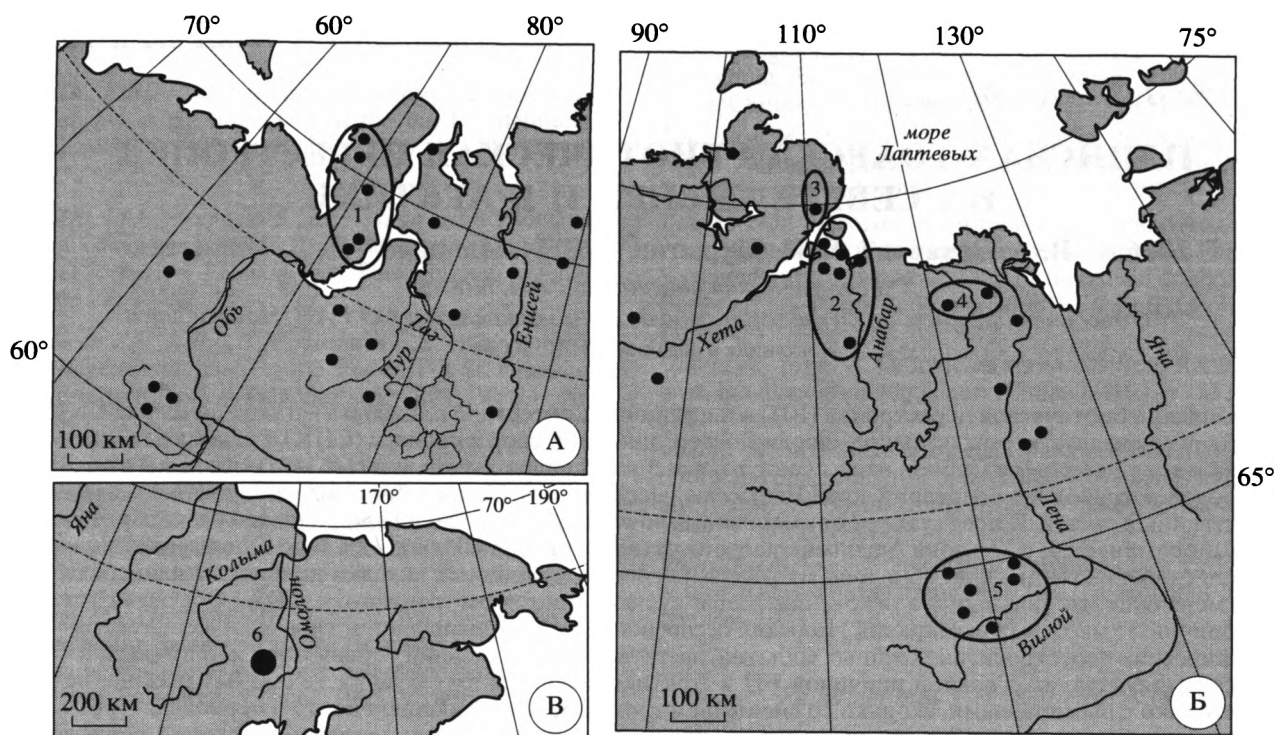 70°
60°
80°
60°
1
Обь
Пур
Таз
Енисей
100 км
А
170°
70°
190°
Яна
Колыма
Омолон
6
200 км
В
90°
110°
130°
75°
море
Лаптевых
3
2
4
Хета
Анабар
Яна
65°
Лена
5
Вилюй
100 км
Б